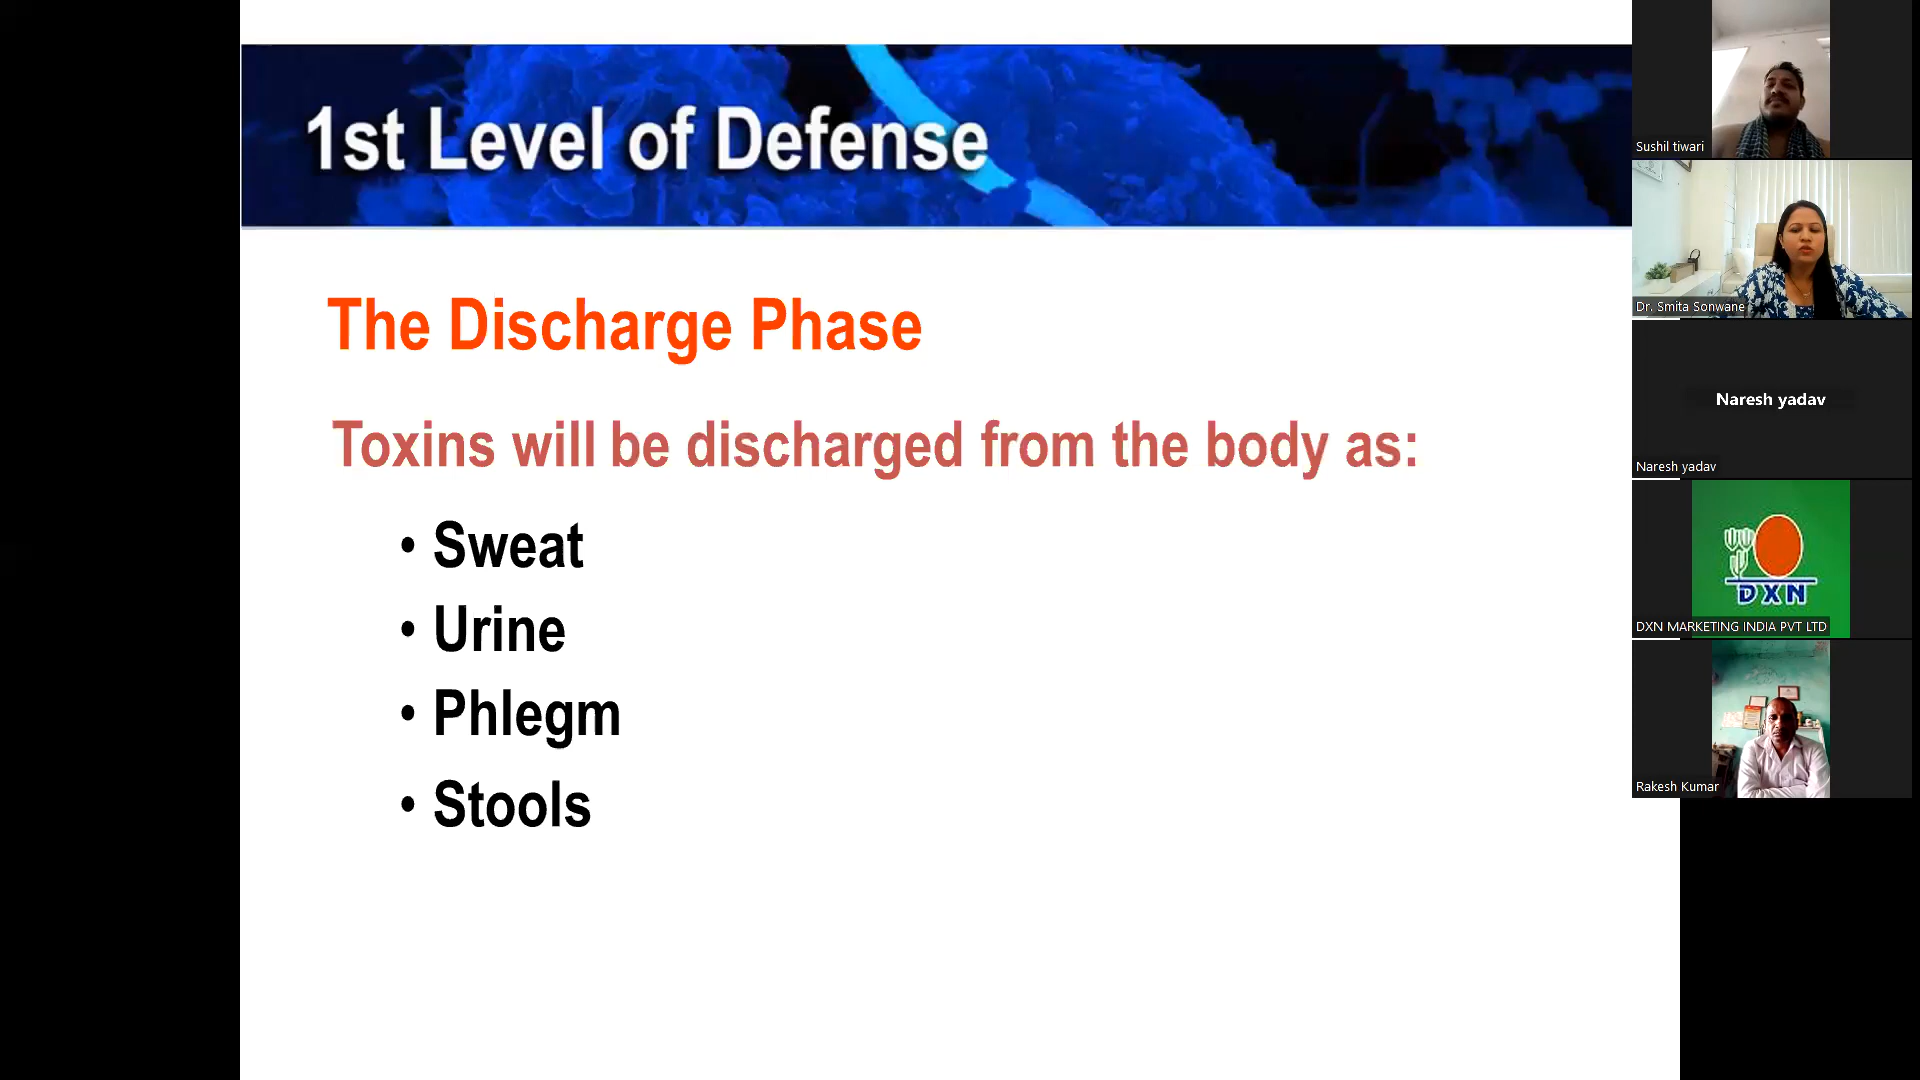 1st Level of Defense
The Discharge Phase
Toxins will be discharged from the body as:
• Sweat
• Urine
• Phlegm
• Stools
Sushil tiwari
Dr. Smita Sonwane
Naresh yadav
Naresh yadav
DXN
DXN MARKETING INDIA PVT LTD
Rakesh Kumar